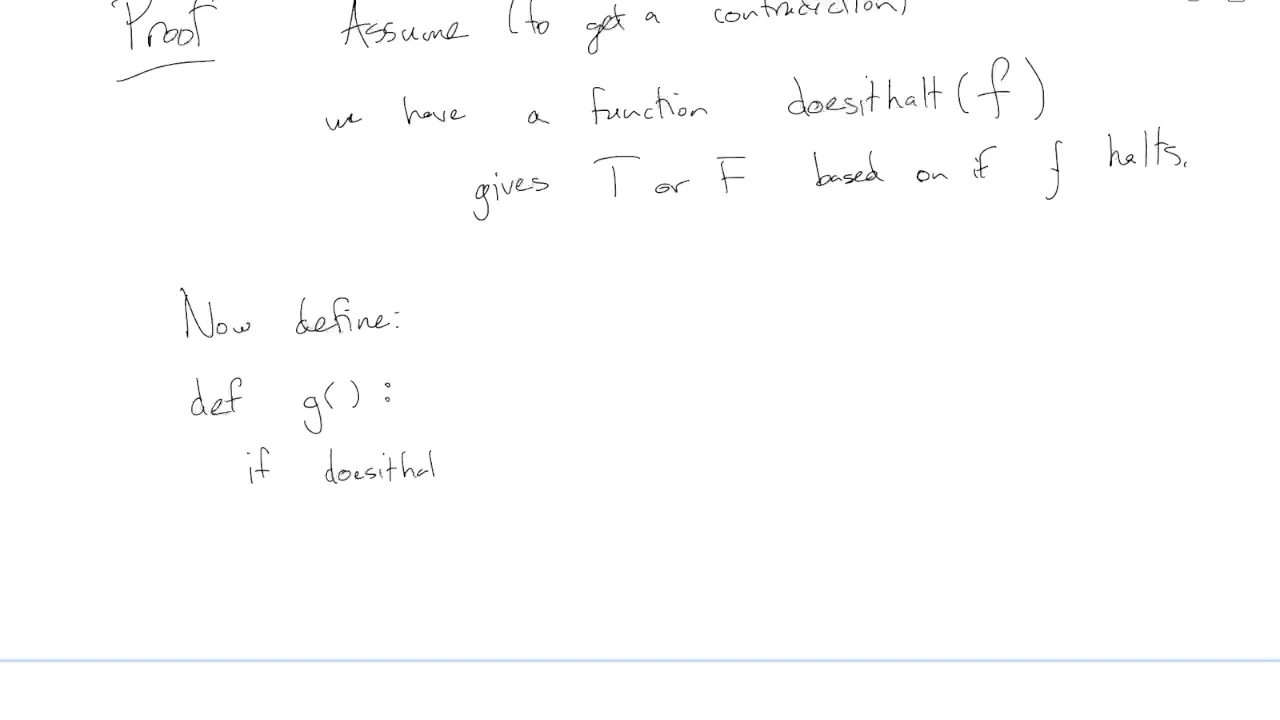 Proof Assume (to get a contradiction)
we have a function doesithalt(f)
gives T or F based on if f halts.
Now define:
def g():
if doesithal